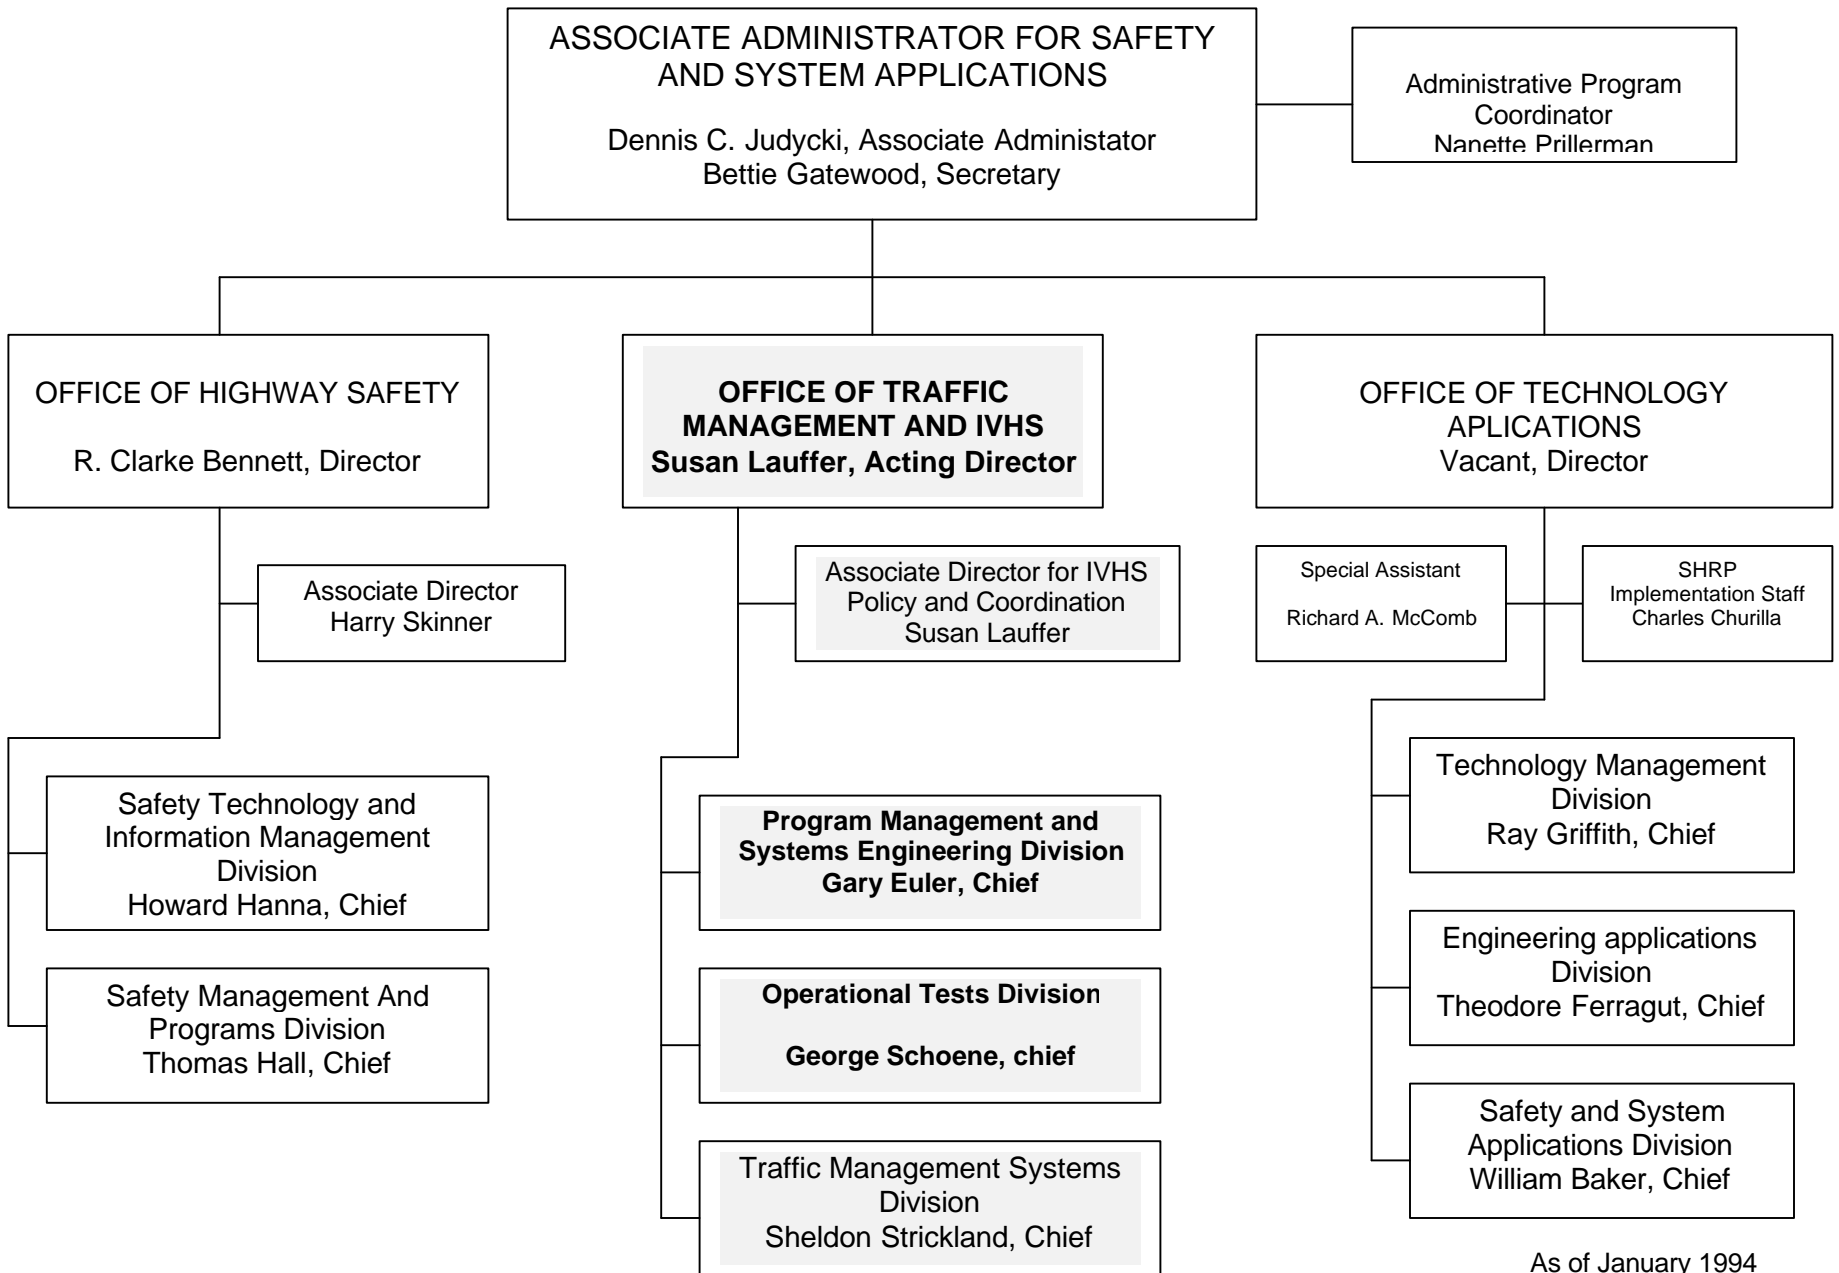 ASSOCIATE ADMINISTRATOR FOR SAFETY
AND SYSTEM APPLICATIONS
Dennis C. Judycki, Associate Administator
Bettie Gatewood, Secretary
Administrative Program
Coordinator
Nanette Prillerman
OFFICE OF HIGHWAY SAFETY
R. Clarke Bennett, Director
Associate Director
Harry Skinner
Safety Technology and
Information Management
Division
Howard Hanna, Chief
Safety Management And
Programs Division
Thomas Hall, Chief
OFFICE OF TRAFFIC
MANAGEMENT AND IVHS
Susan Lauffer, Acting Director
Associate Director for IVHS
Policy and Coordination
Susan Lauffer
Program Management and
Systems Engineering Division
Gary Euler, Chief
Operational Tests Division
George Schoene, chief
Traffic Management Systems
Division
Sheldon Strickland, Chief
OFFICE OF TECHNOLOGY
APLICATIONS
Vacant, Director
Special Assistant
Richard A. McComb
SHRP
Implementation Staff
Charles Churilla
Technology Management
Division
Ray Griffith, Chief
Engineering applications
Division
Theodore Ferragut, Chief
Safety and System
Applications Division
William Baker, Chief
As of January 1994